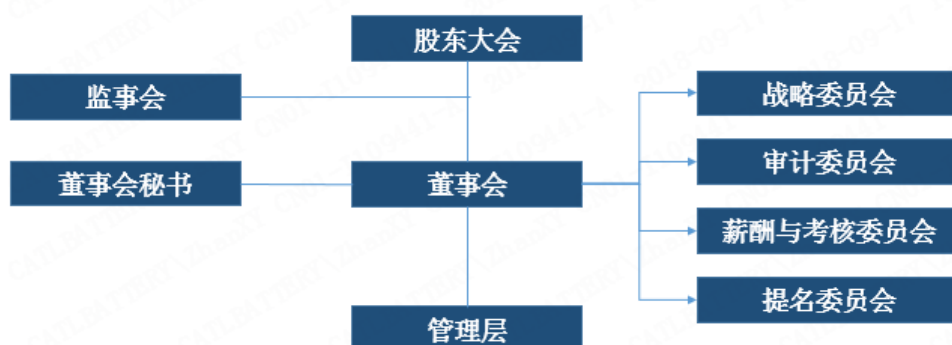 股东大会
监事会
战略委员会
审计委员会
董事会秘书
董事会
薪酬与考核委员会
提名委员会
管理层